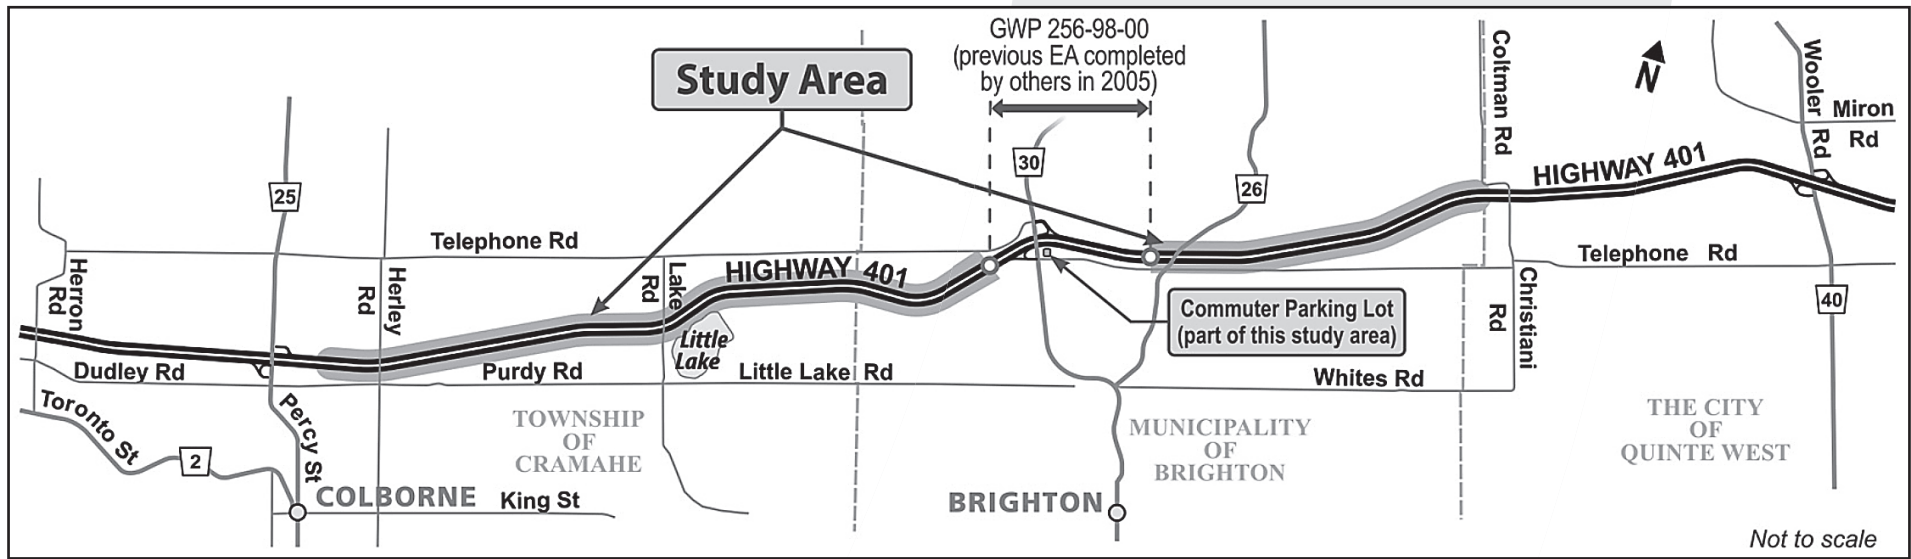 GWP 256-98-00
(previous EA completed
by others in 2005)
Study Area
N
Coltman Rd
Wooler
Rd
Miron
Rd
25
30
26
HIGHWAY 401
Telephone Rd
Telephone Rd
Herron
Rd
Herley
Rd
Lake
Rd
HIGHWAY 401
Christiani
Rd
40
Commuter Parking Lot
(part of this study area)
Little
Lake
Dudley Rd
Purdy Rd
Little Lake Rd
Whites Rd
Toronto St
Percy St
2
TOWNSHIP
OF
CRAMAHE
MUNICIPALITY
OF
BRIGHTON
THE CITY
OF
QUINTE WEST
COLBORNE
King St
BRIGHTON
Not to scale